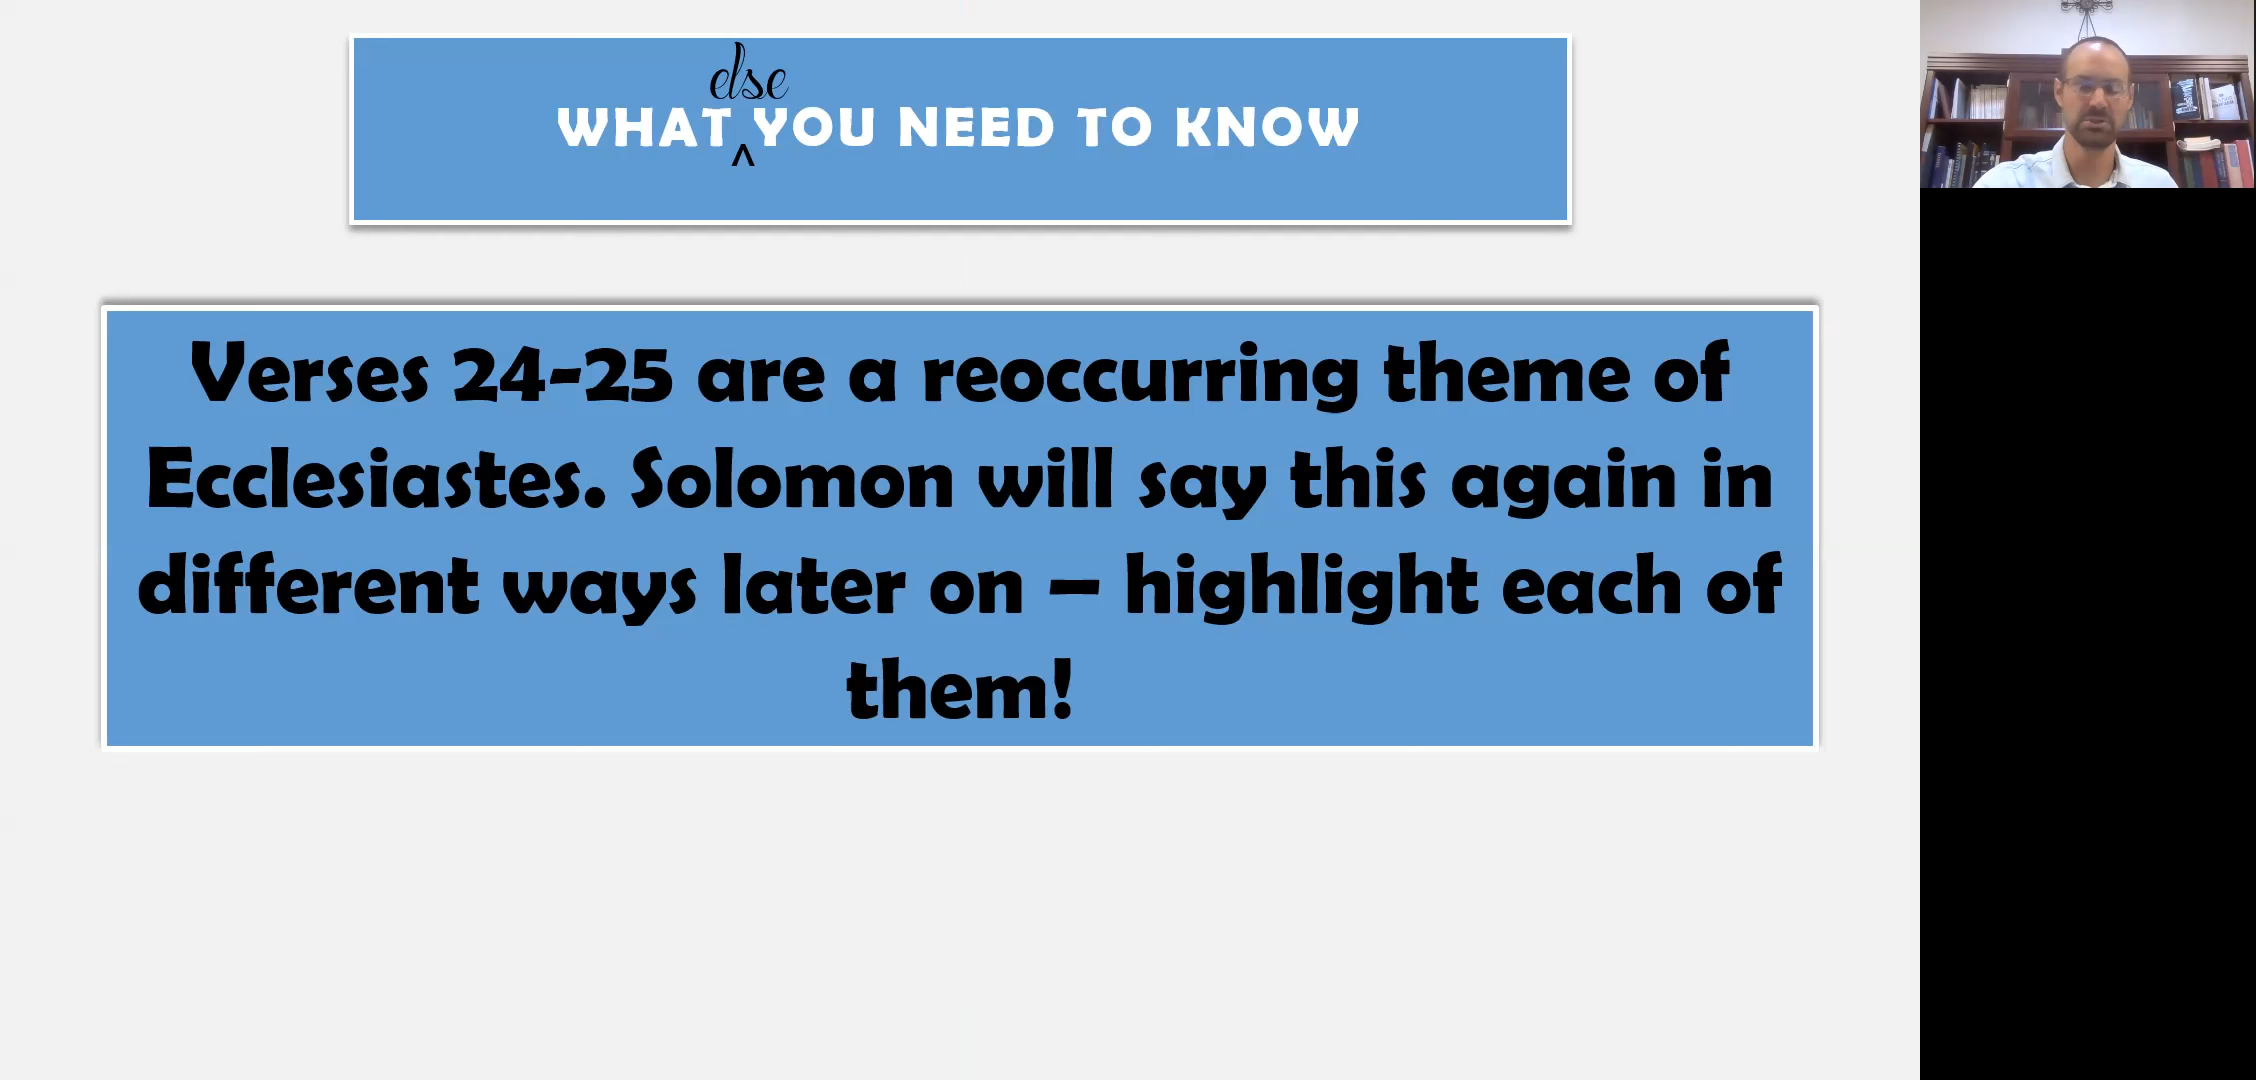 else
WHAT ^ YOU NEED TO KNOW
Verses 24-25 are a reoccurring theme of
Ecclesiastes. Solomon will say this again in
different ways later on – highlight each of
them!